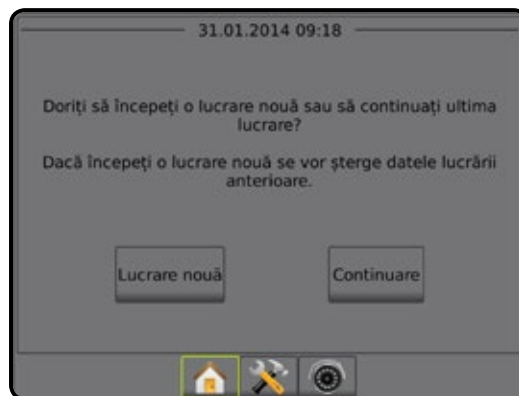 31.01.2014 09:18
Doriți să începeți o lucrare nouă sau să continuați ultima
lucrare?
Dacă începeți o lucrare nouă se vor șterge datele lucrării
anterioare.
Lucrare nouă
Continuare